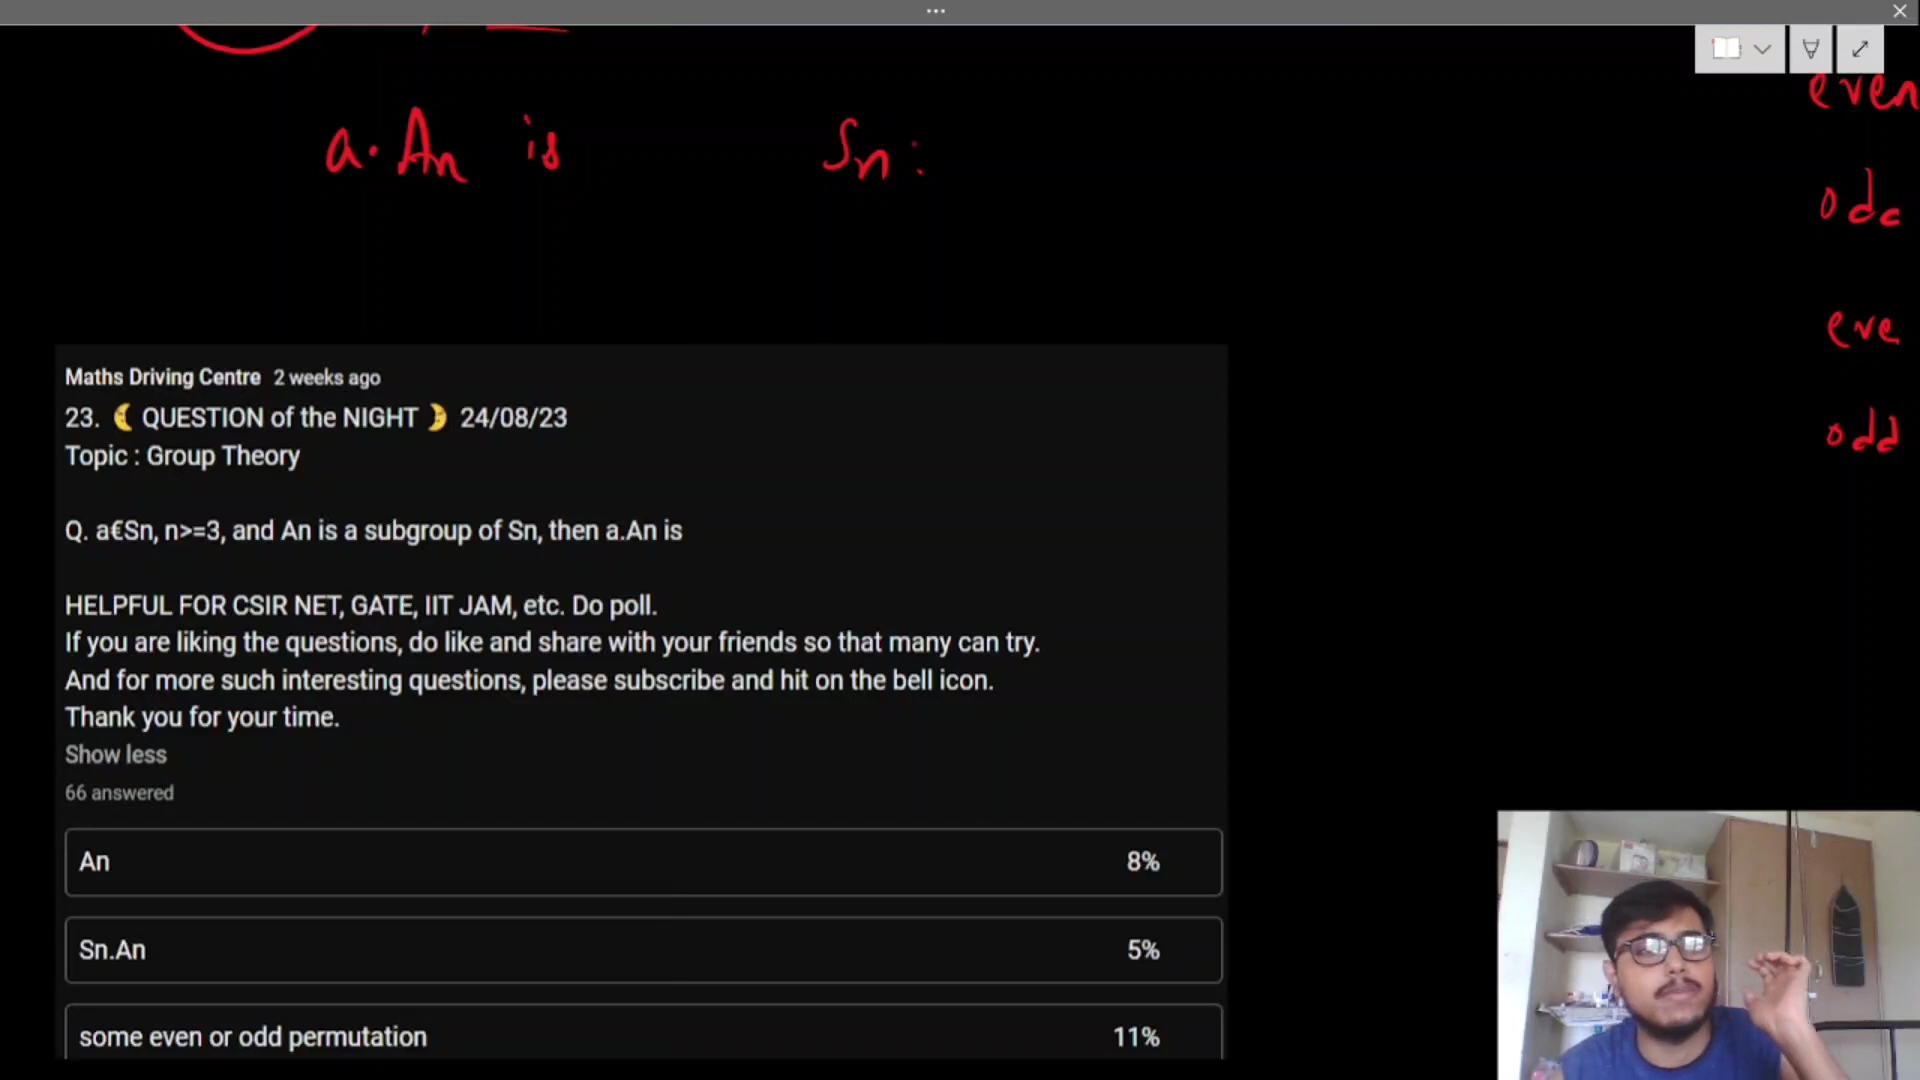 a. An is Sn:
even
odd
Maths Driving Centre 2 weeks ago
23. 🌜 QUESTION of the NIGHT 🌛 24/08/23
Topic : Group Theory
Q. a€Sn, n>=3, and An is a subgroup of Sn, then a.An is
HELPFUL FOR CSIR NET, GATE, IIT JAM, etc. Do poll.
If you are liking the questions, do like and share with your friends so that many can try.
And for more such interesting questions, please subscribe and hit on the bell icon.
Thank you for your time.
Show less
66 answered
An 8%
Sn.An 5%
some even or odd permutation 11%